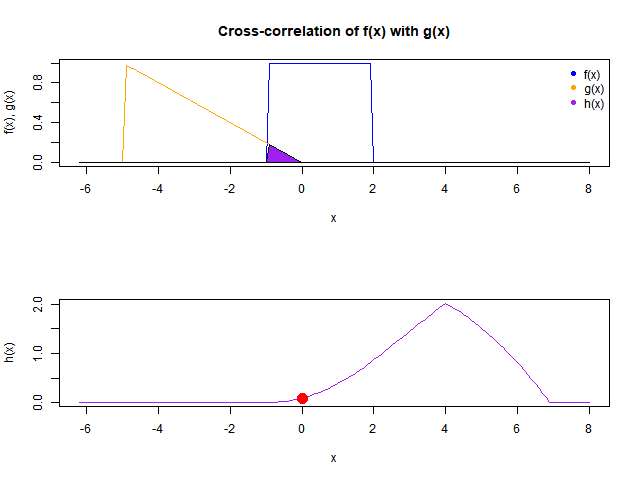 Cross-correlation of f(x) with g(x)
f(x), g(x)
0.0 0.4 0.8
f(x)
g(x)
h(x)
-6 -4 -2 0 2 4 6 8
x
h(x)
0.0 1.0 2.0
-6 -4 -2 0 2 4 6 8
x